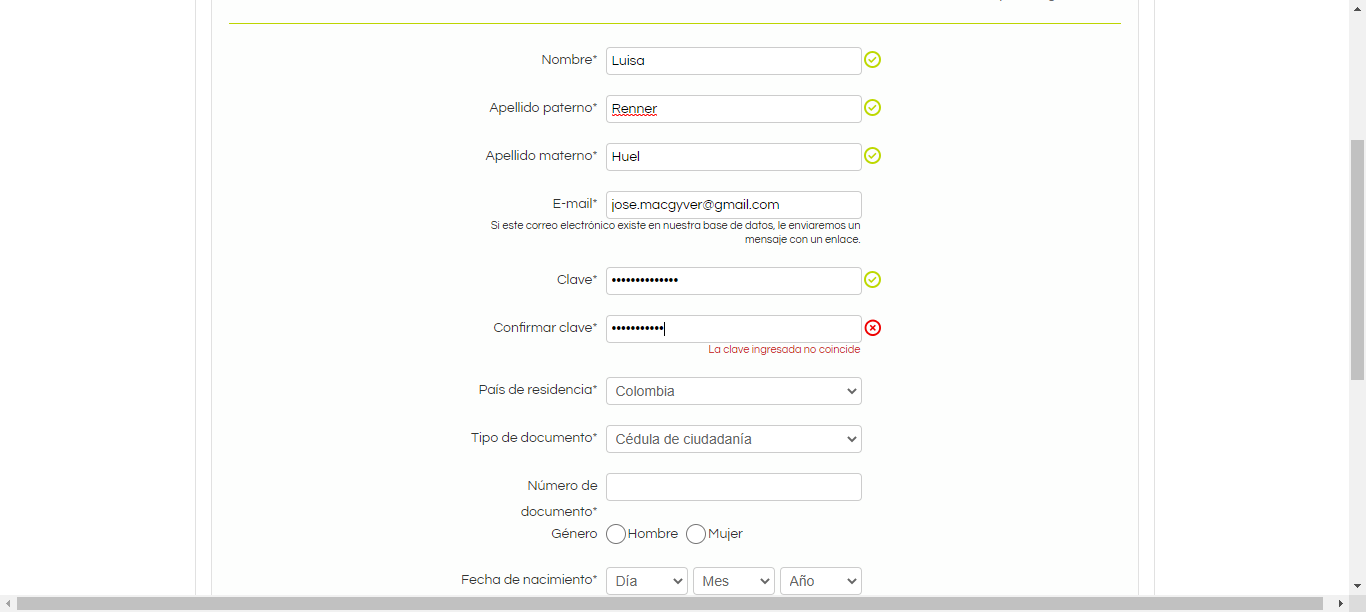 Nombre* Luisa
Apellido paterno* Renner
Apellido materno* Huel
E-mail* jose.macgyver@gmail.com
Si este correo electrónico existe en nuestra base de datos, le enviaremos un
mensaje con un enlace.
Clave* ••••••••••••••
Confirmar clave* •••••••••••
La clave ingresada no coincide
País de residencia* Colombia
Tipo de documento* Cédula de ciudadanía
Número de
documento*
Género Hombre Mujer
Fecha de nacimiento* Día Mes Año